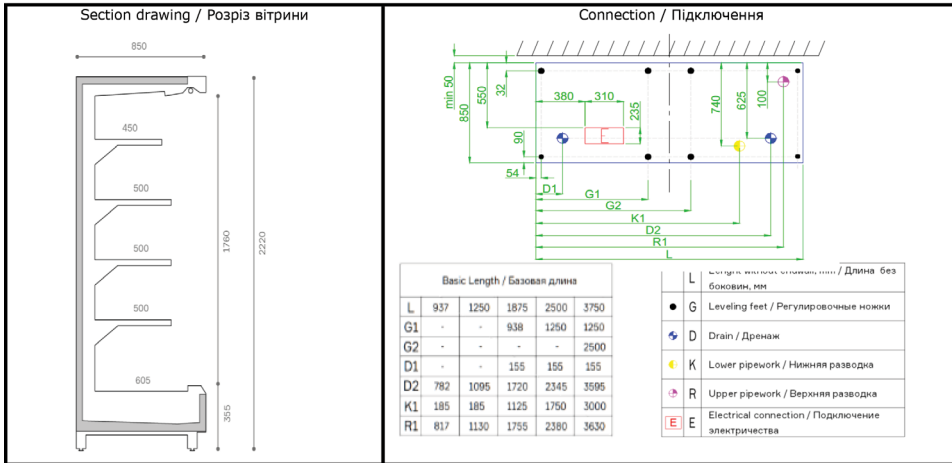 Section drawing / Розріз вітрини
850
450
500
500
500
605
1760
355
2220
Connection / Підключення
min 50
850
550
32
90
54
380
310
235
E
740
625
100
D1
G1
G2
K1
D2
R1
L
Basic Length / Базовая длина
L 937 1250 1875 2500 3750
G1 - - 938 1250 1250
G2 - - - - 2500
D1 - - 155 155 155
D2 782 1095 1720 2345 3595
K1 185 185 1125 1750 3000
R1 817 1130 1755 2380 3630
L Lenght without endwall, mm / Длина без
боковин, мм
G Leveling feet / Регулировочные ножки
D Drain / Дренаж
K Lower pipework / Нижняя разводка
R Upper pipework / Верхняя разводка
E E Electrical connection / Подключение
электричества